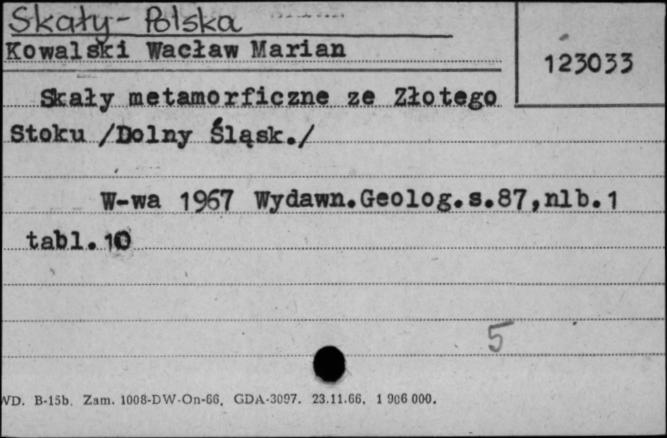 Skały- Polska
Kowalski Wacław Marian
123033
Skały metamorficzne ze Złotego
Stoku /Dolny Śląsk./
W-wa 1967 Wydawn.Geolog.s.87,nlb.1
tabl.10
5
WD. B-15b. Zam. 1008-DW-On-66, GDA-3097. 23.11.66. 1 906 000.